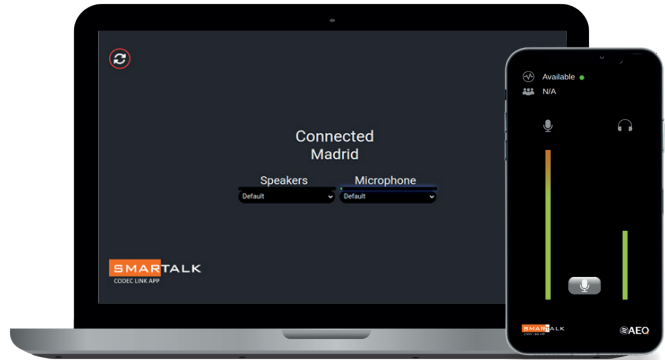 Connected
Madrid
Speakers Microphone
Default Default
SMARTALK
CODEC LINK APP
Available
N/A
SMARTALK
AEQ